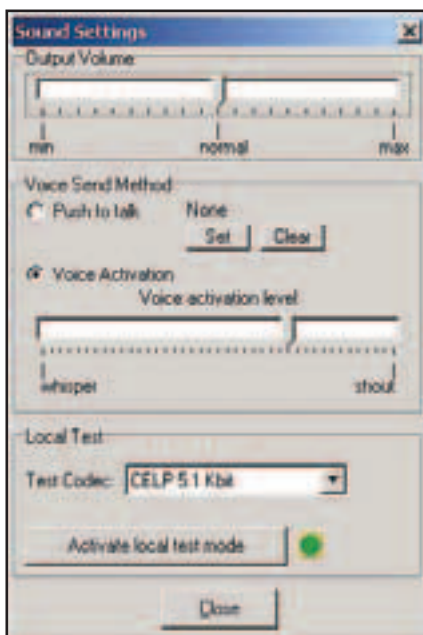 Sound Settings
Output Volume
min normal max
Voice Send Method
Push to talk None
Set Clear
Voice Activation
Voice activation level
whisper shout
Local Test
Test Codec: CELP 5.1 Kbit
Activate local test mode
Close